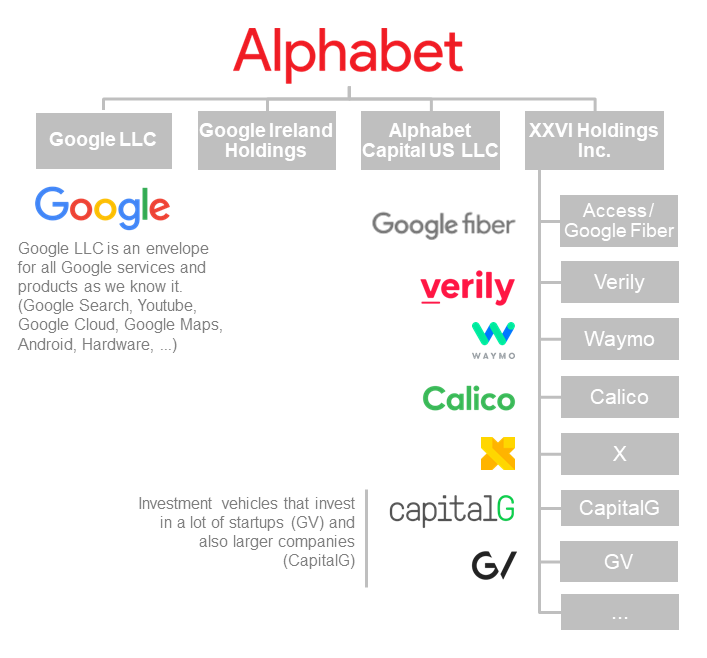 Alphabet
Google LLC
Google Ireland
Holdings
Alphabet
Capital US LLC
XXVI Holdings
Inc.
Google
Google LLC is an envelope
for all Google services and
products as we know it.
(Google Search, Youtube,
Google Cloud, Google Maps,
Android, Hardware, ...)
Google fiber
Access /
Google Fiber
verily
Verily
WAYMO
Waymo
Calico
Calico
X
Investment vehicles that invest
in a lot of startups (GV) and
also larger companies
(CapitalG)
capitalG
CapitalG
GV
GV
...